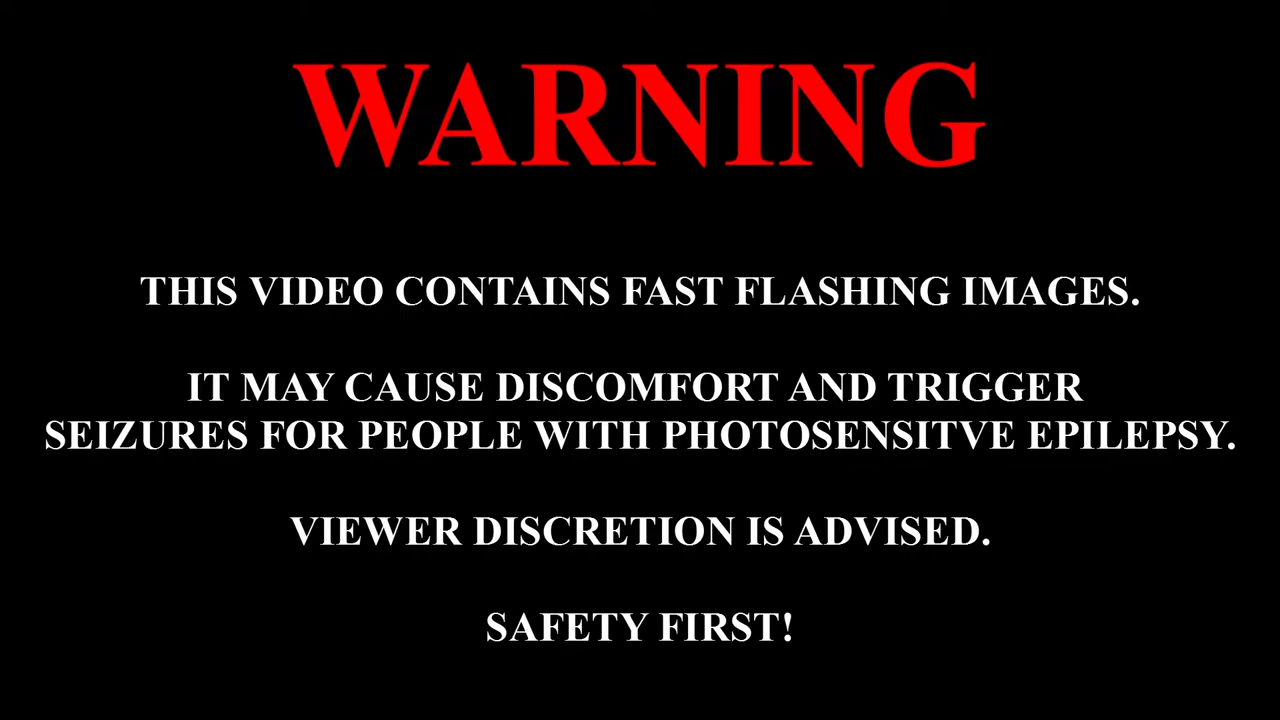 WARNING
THIS VIDEO CONTAINS FAST FLASHING IMAGES.
IT MAY CAUSE DISCOMFORT AND TRIGGER
SEIZURES FOR PEOPLE WITH PHOTOSENSITVE EPILEPSY.
VIEWER DISCRETION IS ADVISED.
SAFETY FIRST!